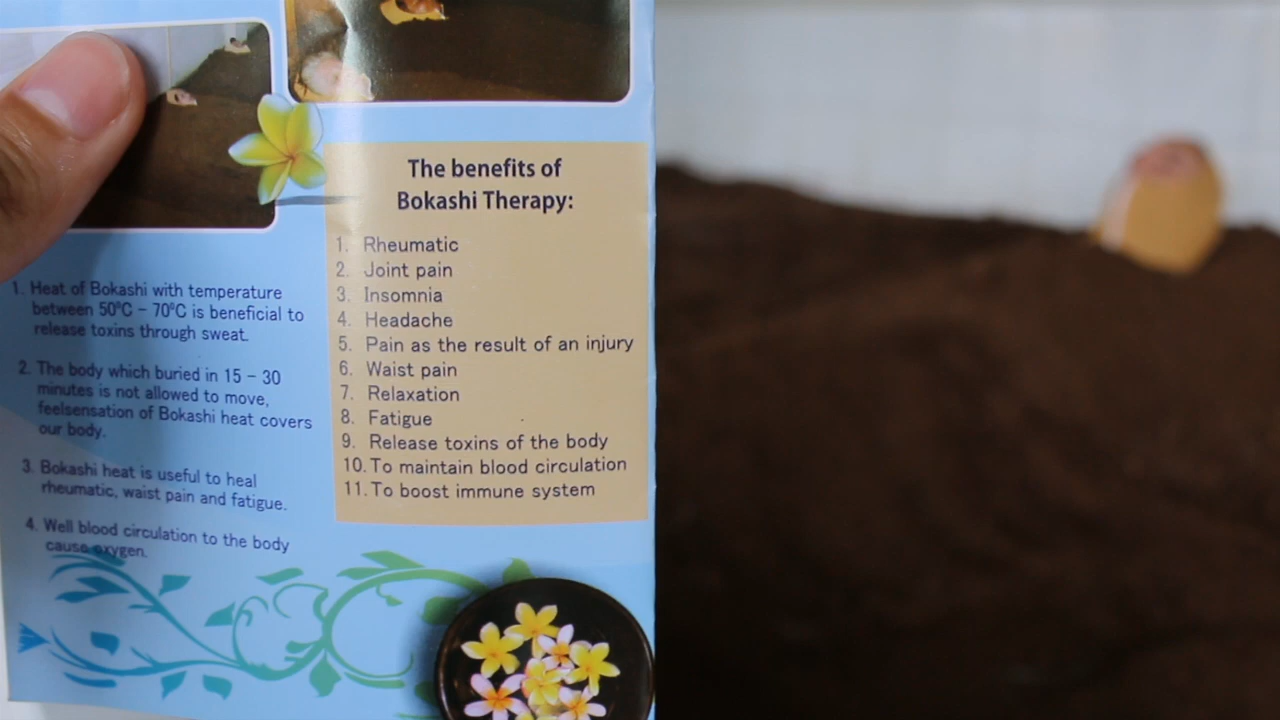 The benefits of
Bokashi Therapy:
1. Rheumatic
2. Joint pain
3. Insomnia
4. Headache
5. Pain as the result of an injury
6. Waist pain
7. Relaxation
8. Fatigue
9. Release toxins of the body
10. To maintain blood circulation
11. To boost immune system
1. Heat of Bokashi with temperature
between 50⁰C - 70⁰C is beneficial to
release toxins through sweat.
2. The body which buried in 15 - 30
minutes is not allowed to move,
feelsensation of Bokashi heat covers
our body.
3. Bokashi heat is useful to heal
rheumatic, waist pain and fatigue.
4. Well blood circulation to the body
cause oxygen.